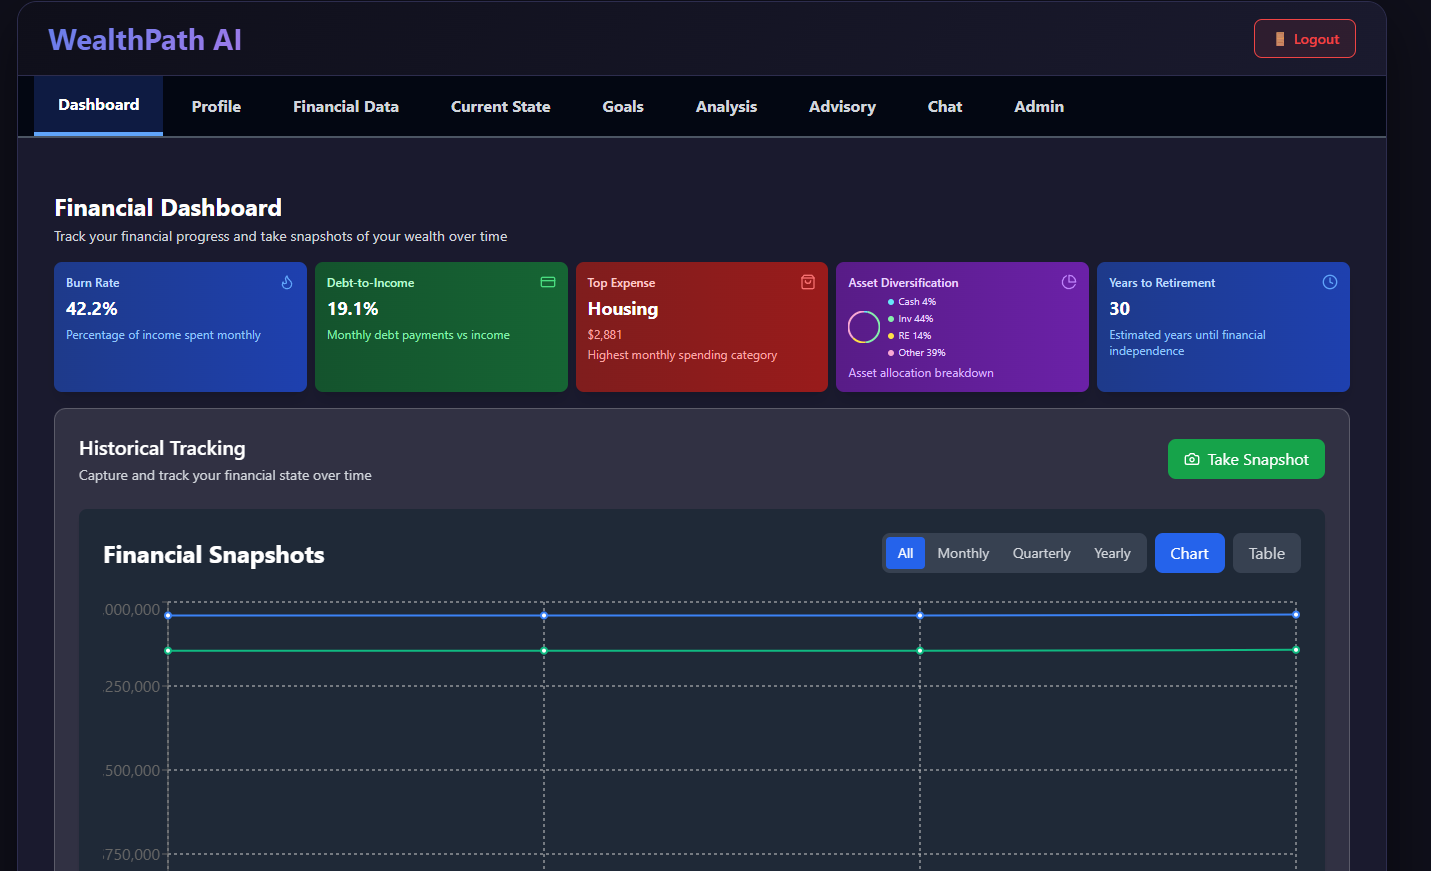 WealthPath AI
Logout
Dashboard Profile Financial Data Current State Goals Analysis Advisory Chat Admin
Financial Dashboard
Track your financial progress and take snapshots of your wealth over time
Burn Rate
42.2%
Percentage of income spent monthly
Debt-to-Income
19.1%
Monthly debt payments vs income
Top Expense
Housing
$2,881
Highest monthly spending category
Asset Diversification
Cash 4%
Inv 44%
RE 14%
Other 39%
Asset allocation breakdown
Years to Retirement
30
Estimated years until financial
independence
Historical Tracking
Capture and track your financial state over time
Take Snapshot
Financial Snapshots
All Monthly Quarterly Yearly Chart Table
,000,000
,250,000
,500,000
750,000